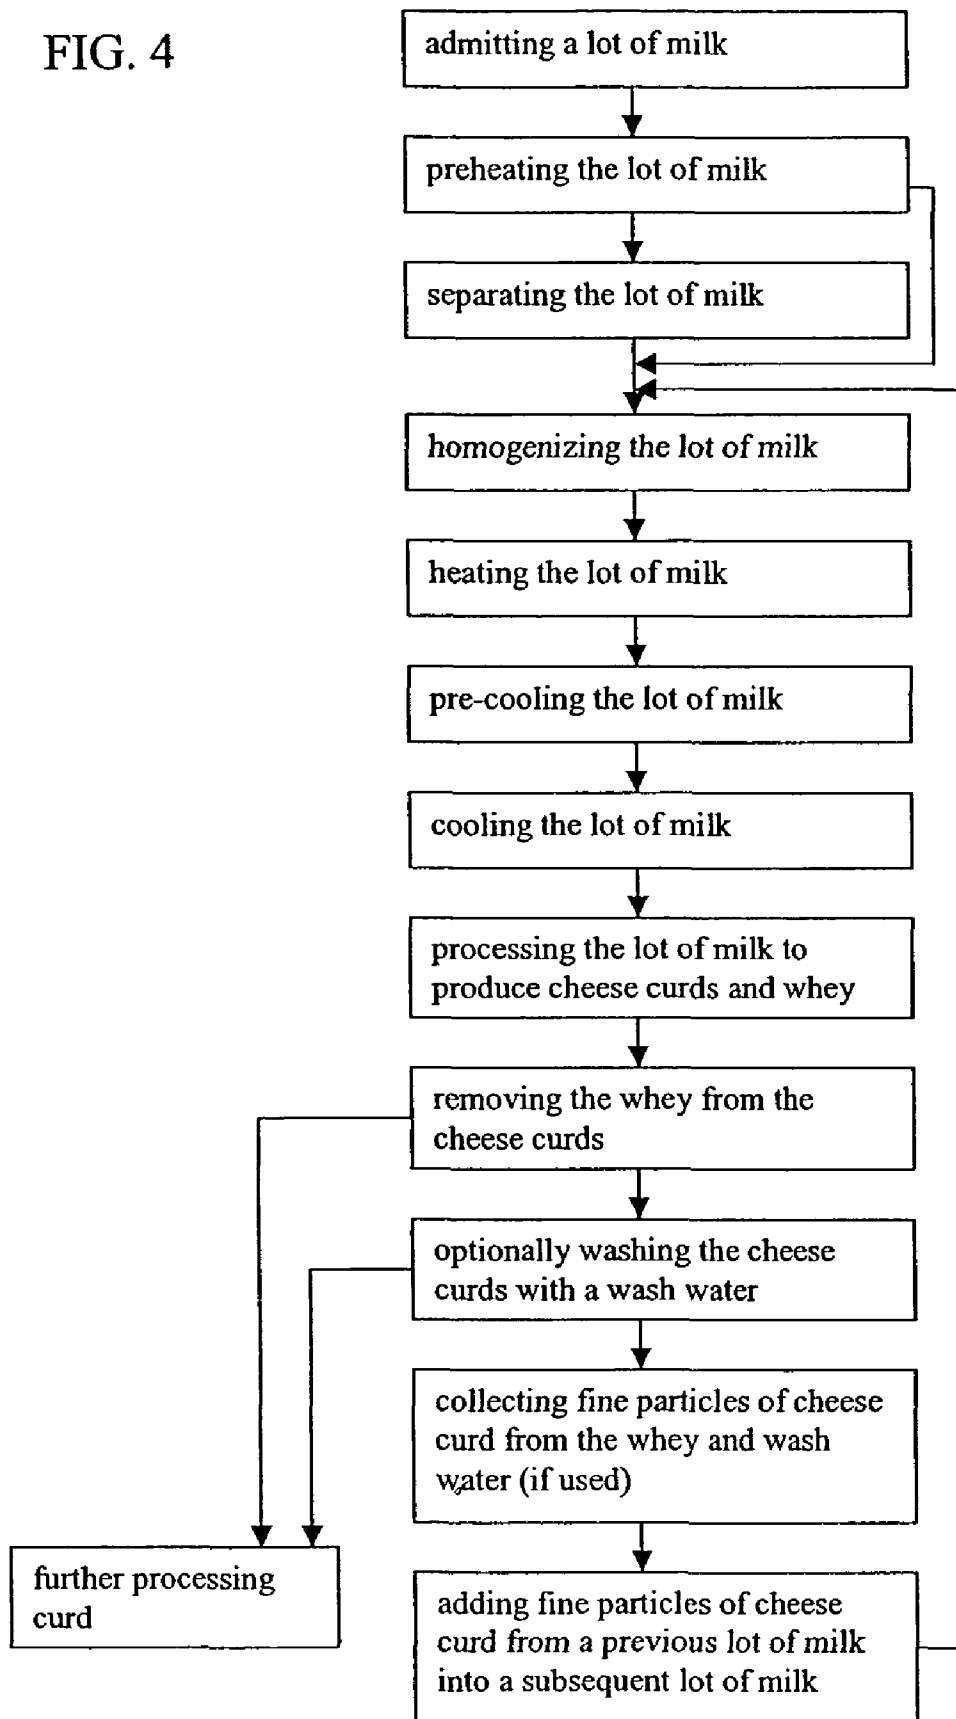 FIG. 4
admitting a lot of milk
preheating the lot of milk
separating the lot of milk
homogenizing the lot of milk
heating the lot of milk
pre-cooling the lot of milk
cooling the lot of milk
processing the lot of milk to
produce cheese curds and whey
removing the whey from the
cheese curds
optionally washing the cheese
curds with a wash water
collecting fine particles of cheese
curd from the whey and wash
water (if used)
further processing
curd
adding fine particles of cheese
curd from a previous lot of milk
into a subsequent lot of milk